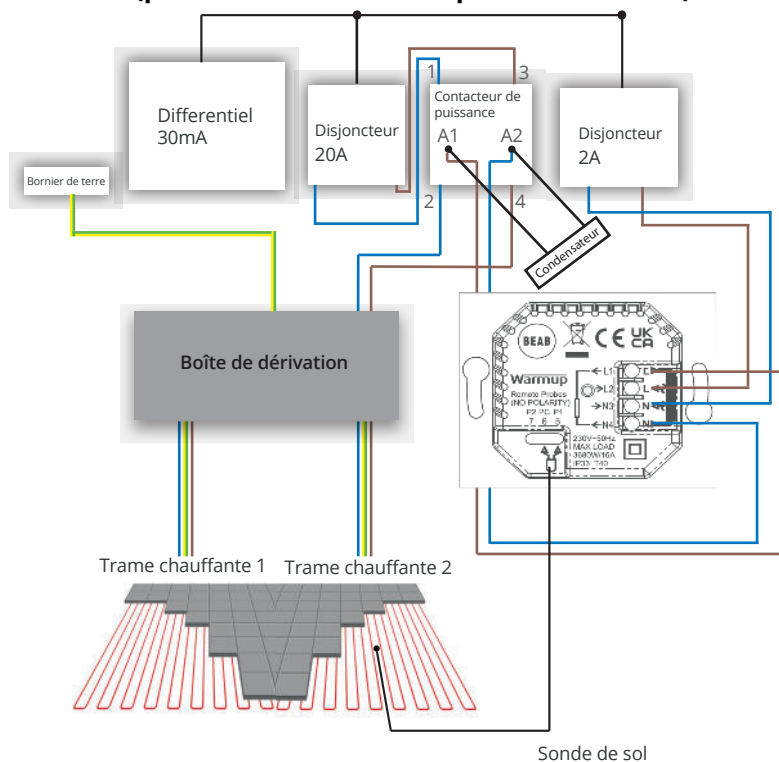 Differentiel
30mA
Disjoncteur
20A
1
3
Contacteur de
puissance
A1
A2
2
4
Disjoncteur
2A
Bornier de terre
Condensateur
Boîte de dérivation
BEAB
CE UK
CA
Warmup
Remote Probes
(NO POLARITY)
P2 PC P1
7 6 5
L1
L2
N3
N4
L
N
230V~50Hz
MAX LOAD
3680W/16A
IP33 T40
Trame chauffante 1
Trame chauffante 2
Sonde de sol